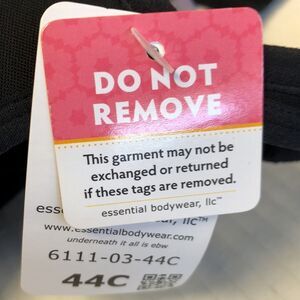 DO NOT
REMOVE
This garment may not be
exchanged or returned
if these tags are removed.
essential bodywear, llc™
llc™
www.essentialbodywear.com
underneath it all is ebw
6111-03-44C
44C